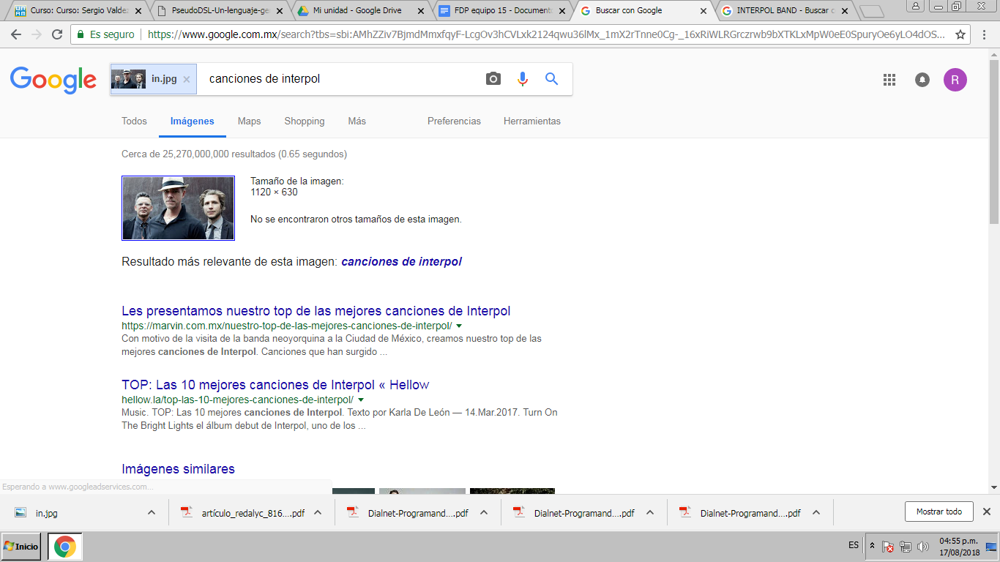 Curso: Curso: Sergio Valdez
PseudoDSL-Un-lenguaje-ge
Mi unidad - Google Drive
FDP equipo 15 - Document
Buscar con Google
INTERPOL BAND - Buscar c
Es seguro
https://www.google.com.mx/search?tbs=sbi:AMhZZiv7BjmdMmxfqyF-LcgOv3hCVLxk2124qwu36lMx_1mX2rTnne0Cg-_16xRiWLRGrczrwb9bXTKLxMpW0eE0SpuryOe6yLO4dOS...
Google
in.jpg
canciones de interpol
R
Todos
Imágenes
Maps
Shopping
Más
Preferencias
Herramientas
Cerca de 25,270,000,000 resultados (0.65 segundos)
Tamaño de la imagen:
1120 × 630
No se encontraron otros tamaños de esta imagen.
Resultado más relevante de esta imagen: canciones de interpol
Les presentamos nuestro top de las mejores canciones de Interpol
https://marvin.com.mx/nuestro-top-de-las-mejores-canciones-de-interpol/
Con motivo de la visita de la banda neoyorquina a la Ciudad de México, creamos nuestro top de las
mejores canciones de Interpol. Canciones que han surgido ...
TOP: Las 10 mejores canciones de Interpol « Hellow
hellow.la/top-las-10-mejores-canciones-de-interpol/
Music. TOP: Las 10 mejores canciones de Interpol. Texto por Karla De León — 14.Mar.2017. Turn On
The Bright Lights el álbum debut de Interpol, uno de los ...
Imágenes similares
Esperando a www.googleadservices.com...
in.jpg
artículo_redalyc_816....pdf
Dialnet-Programand....pdf
Dialnet-Programand....pdf
Dialnet-Programand....pdf
Mostrar todo
Inicio
ES
04:55 p.m.
17/08/2018